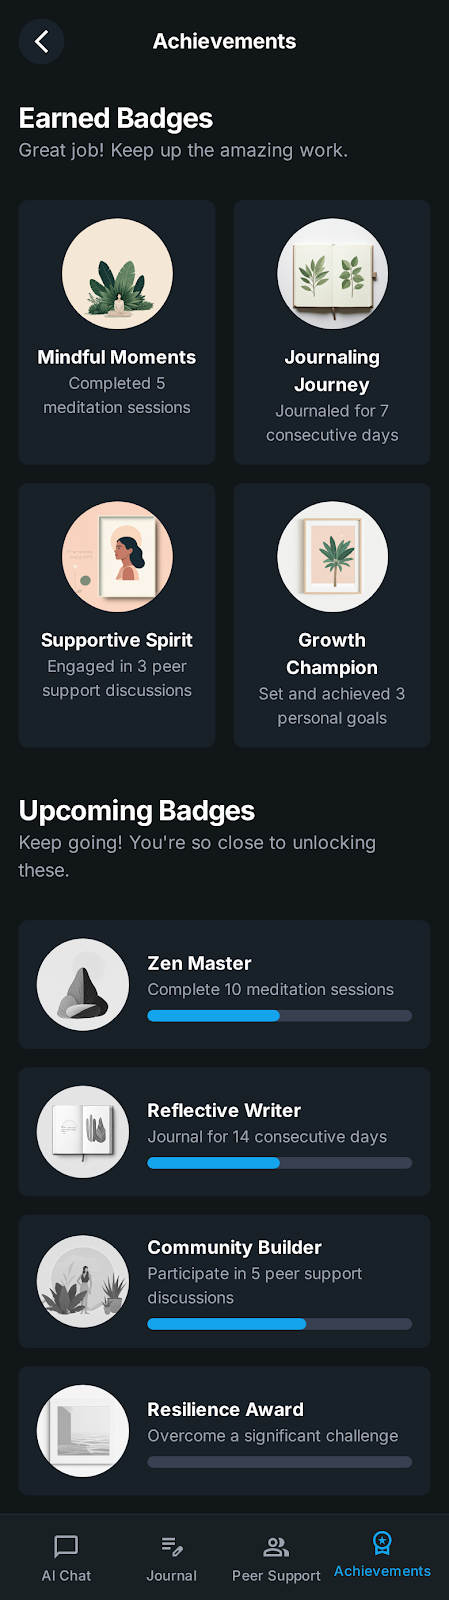 Achievements
Earned Badges
Great job! Keep up the amazing work.
Mindful Moments
Completed 5
meditation sessions
Journaling
Journey
Journaled for 7
consecutive days
Supportive Spirit
Engaged in 3 peer
support discussions
Growth
Champion
Set and achieved 3
personal goals
Upcoming Badges
Keep going! You're so close to unlocking
these.
Zen Master
Complete 10 meditation sessions
Reflective Writer
Journal for 14 consecutive days
Community Builder
Participate in 5 peer support
discussions
Resilience Award
Overcome a significant challenge
AI Chat
Journal
Peer Support
Achievements